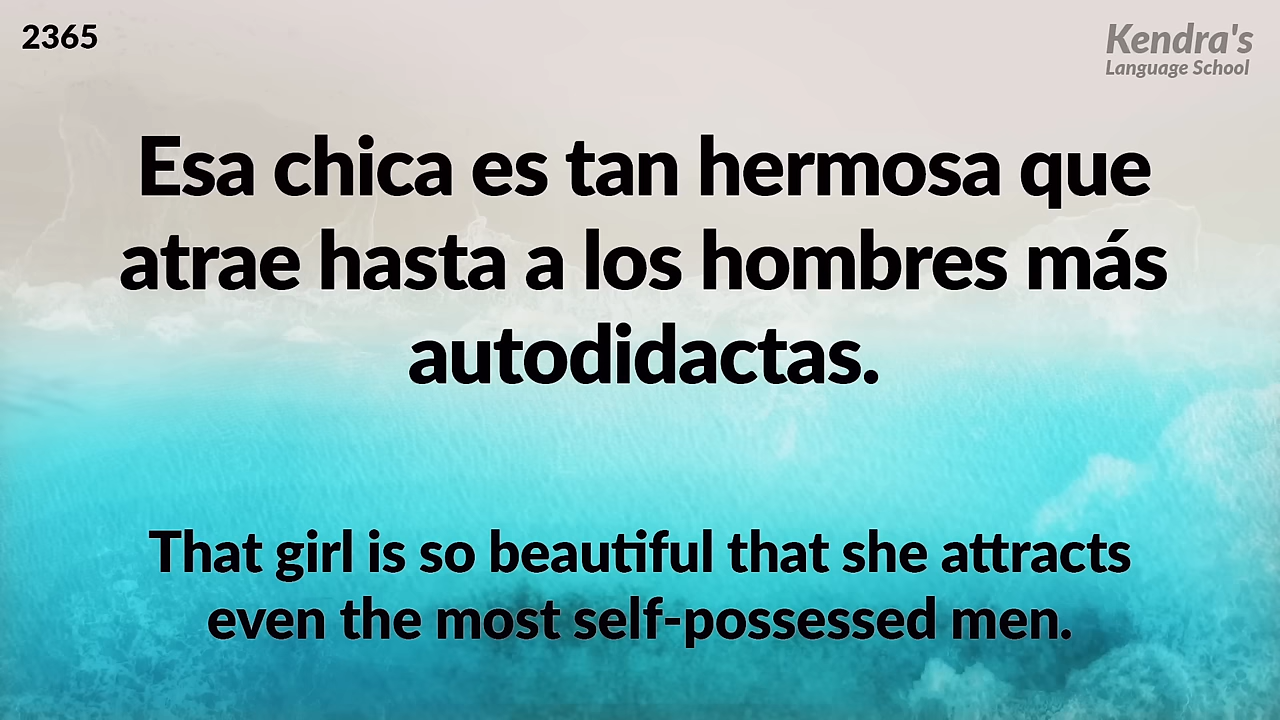 2365
Kendra's
Language School
Esa chica es tan hermosa que
atrae hasta a los hombres más
autodidactas.
That girl is so beautiful that she attracts
even the most self-possessed men.